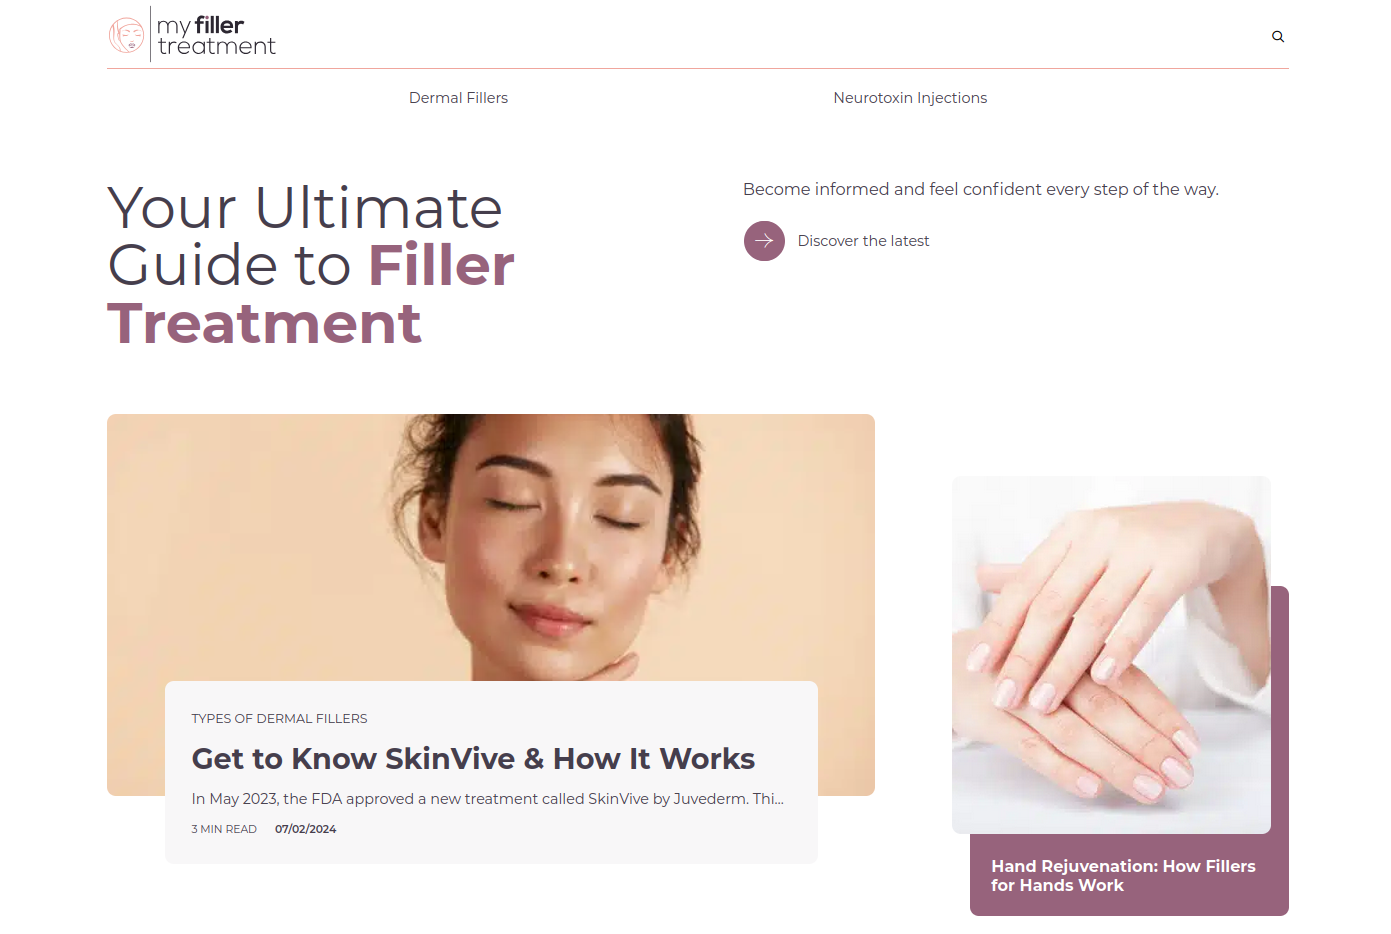 my filler
treatment
Dermal Fillers
Neurotoxin Injections
Your Ultimate
Guide to Filler
Treatment
Become informed and feel confident every step of the way.
Discover the latest
TYPES OF DERMAL FILLERS
Get to Know SkinVive & How It Works
In May 2023, the FDA approved a new treatment called SkinVive by Juvederm. Thi...
3 MIN READ 07/02/2024
Hand Rejuvenation: How Fillers
for Hands Work